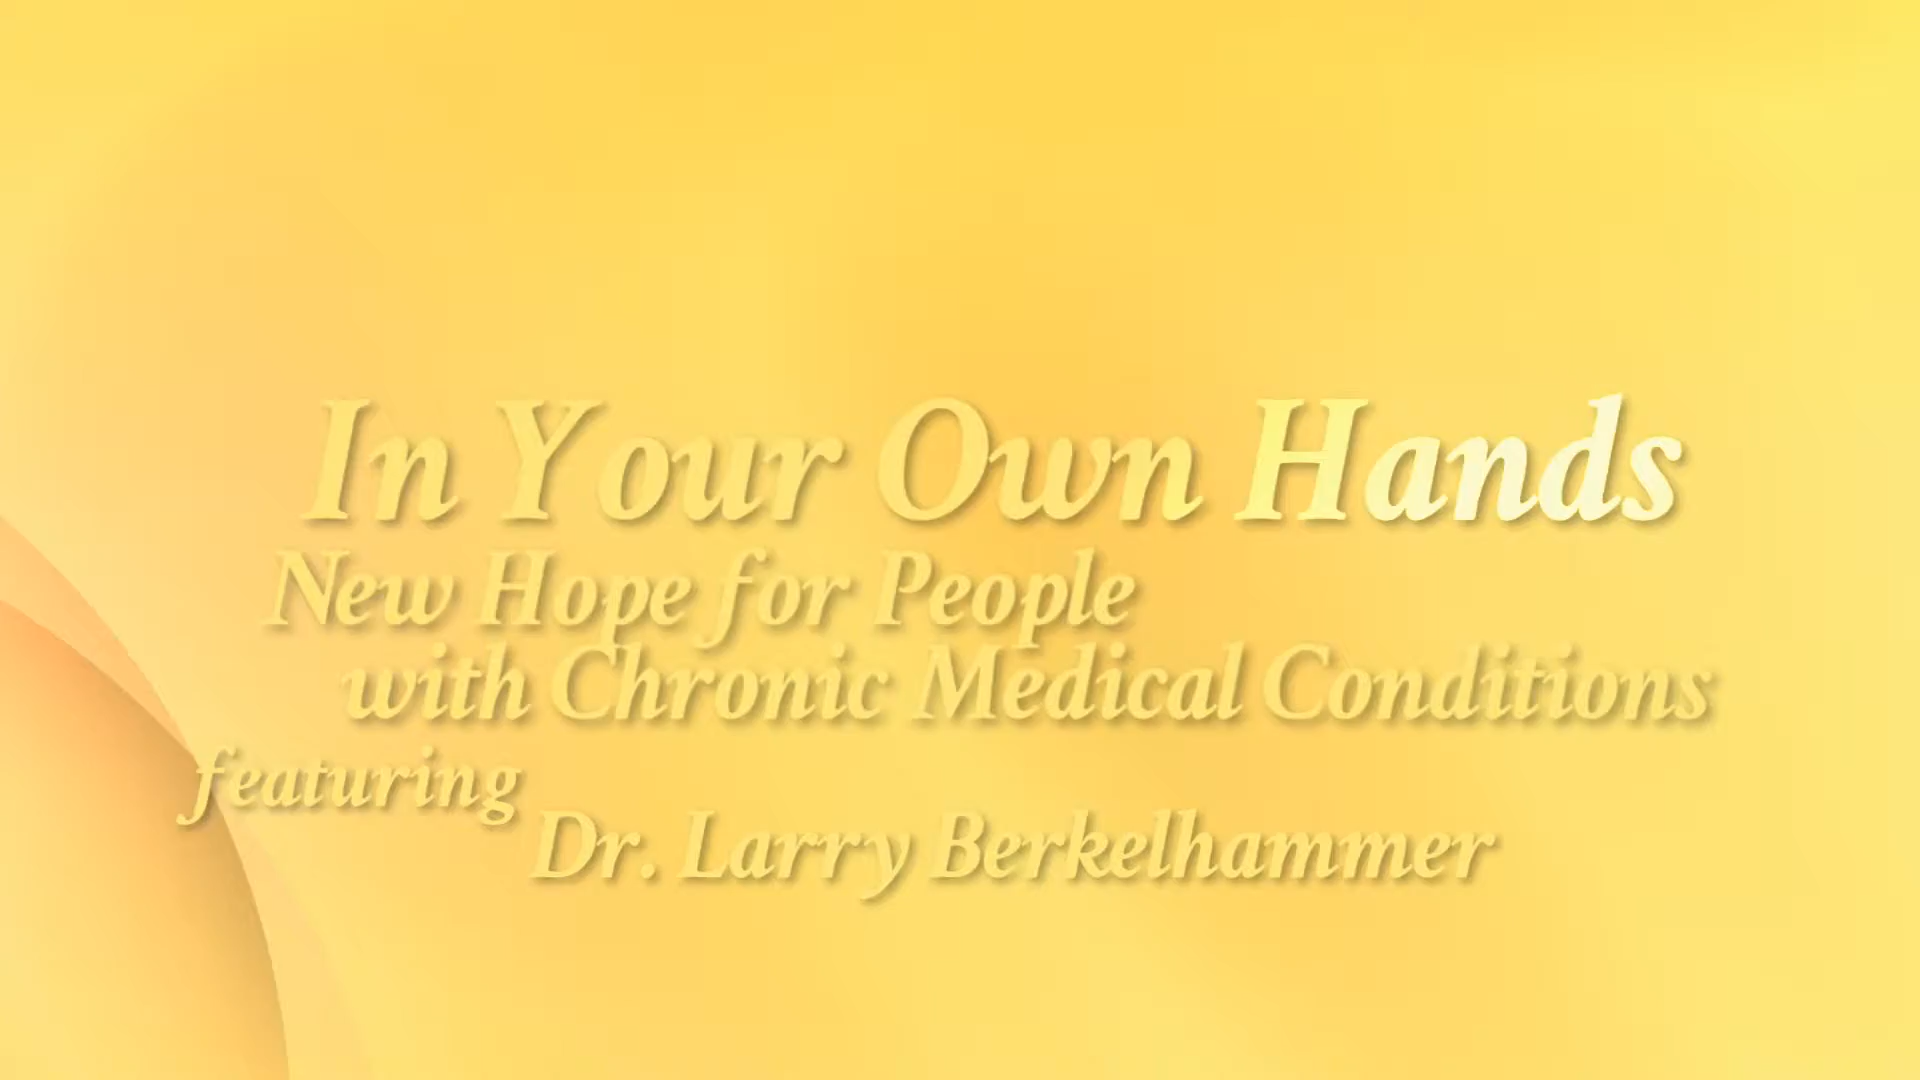 In Your Own Hands
New Hope for People
with Chronic Medical Conditions
featuring
Dr. Larry Berkelhammer